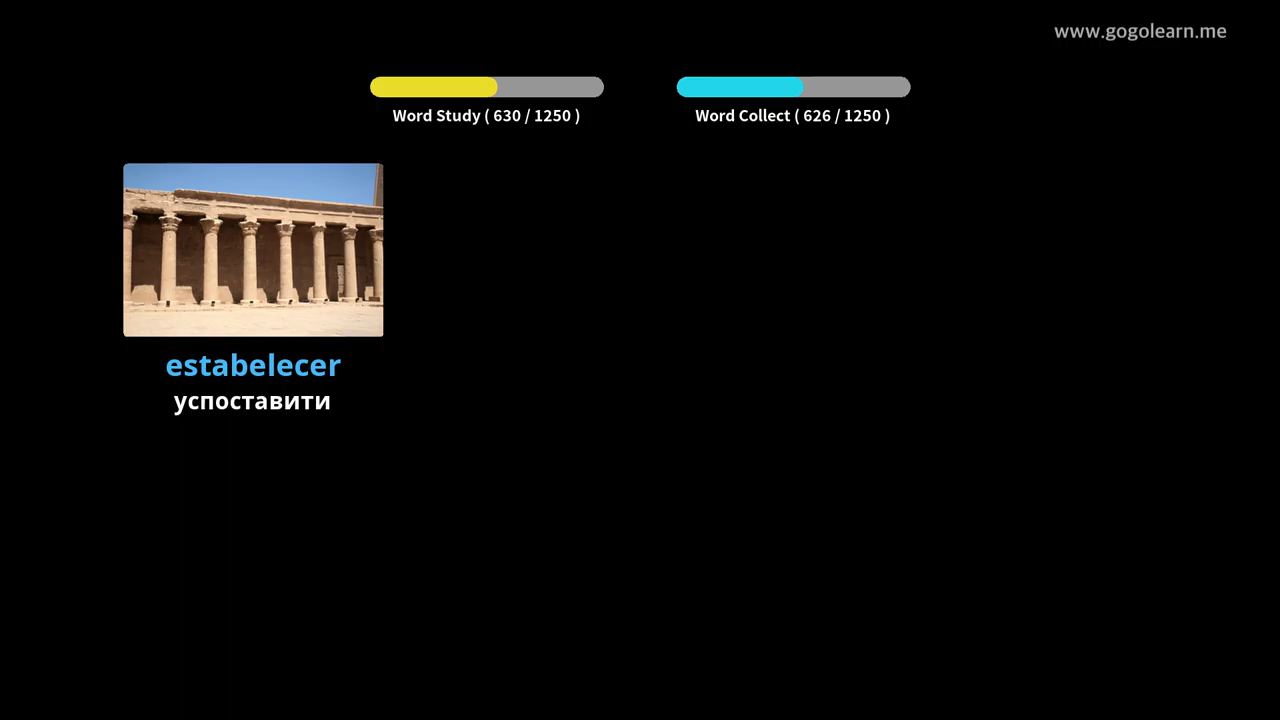 www.gogolearn.me
Word Study ( 630 / 1250 )
Word Collect ( 626 / 1250 )
estabelecer
успоставити